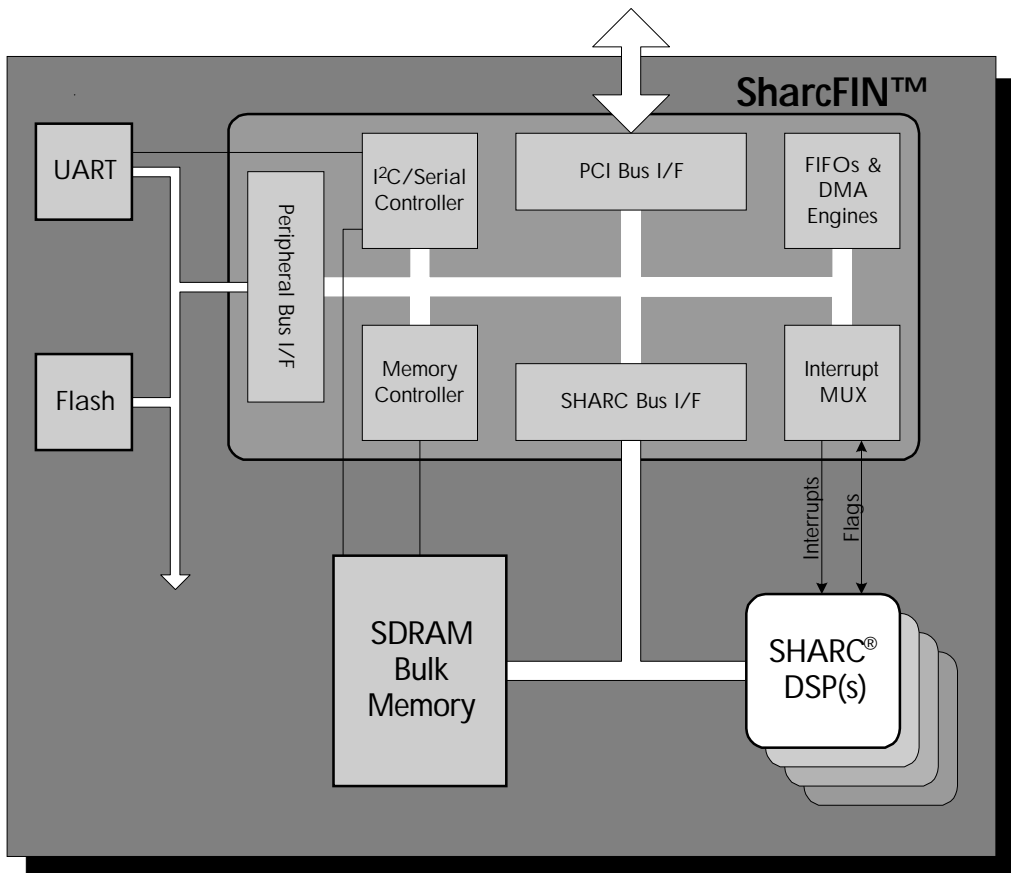 SharcFIN™
UART
I²C/Serial
Controller
PCI Bus I/F
FIFOs &
DMA
Engines
Peripheral Bus I/F
Flash
Memory
Controller
SHARC Bus I/F
Interrupt
MUX
Interrupts
Flags
SDRAM
Bulk
Memory
SHARC®
DSP(s)